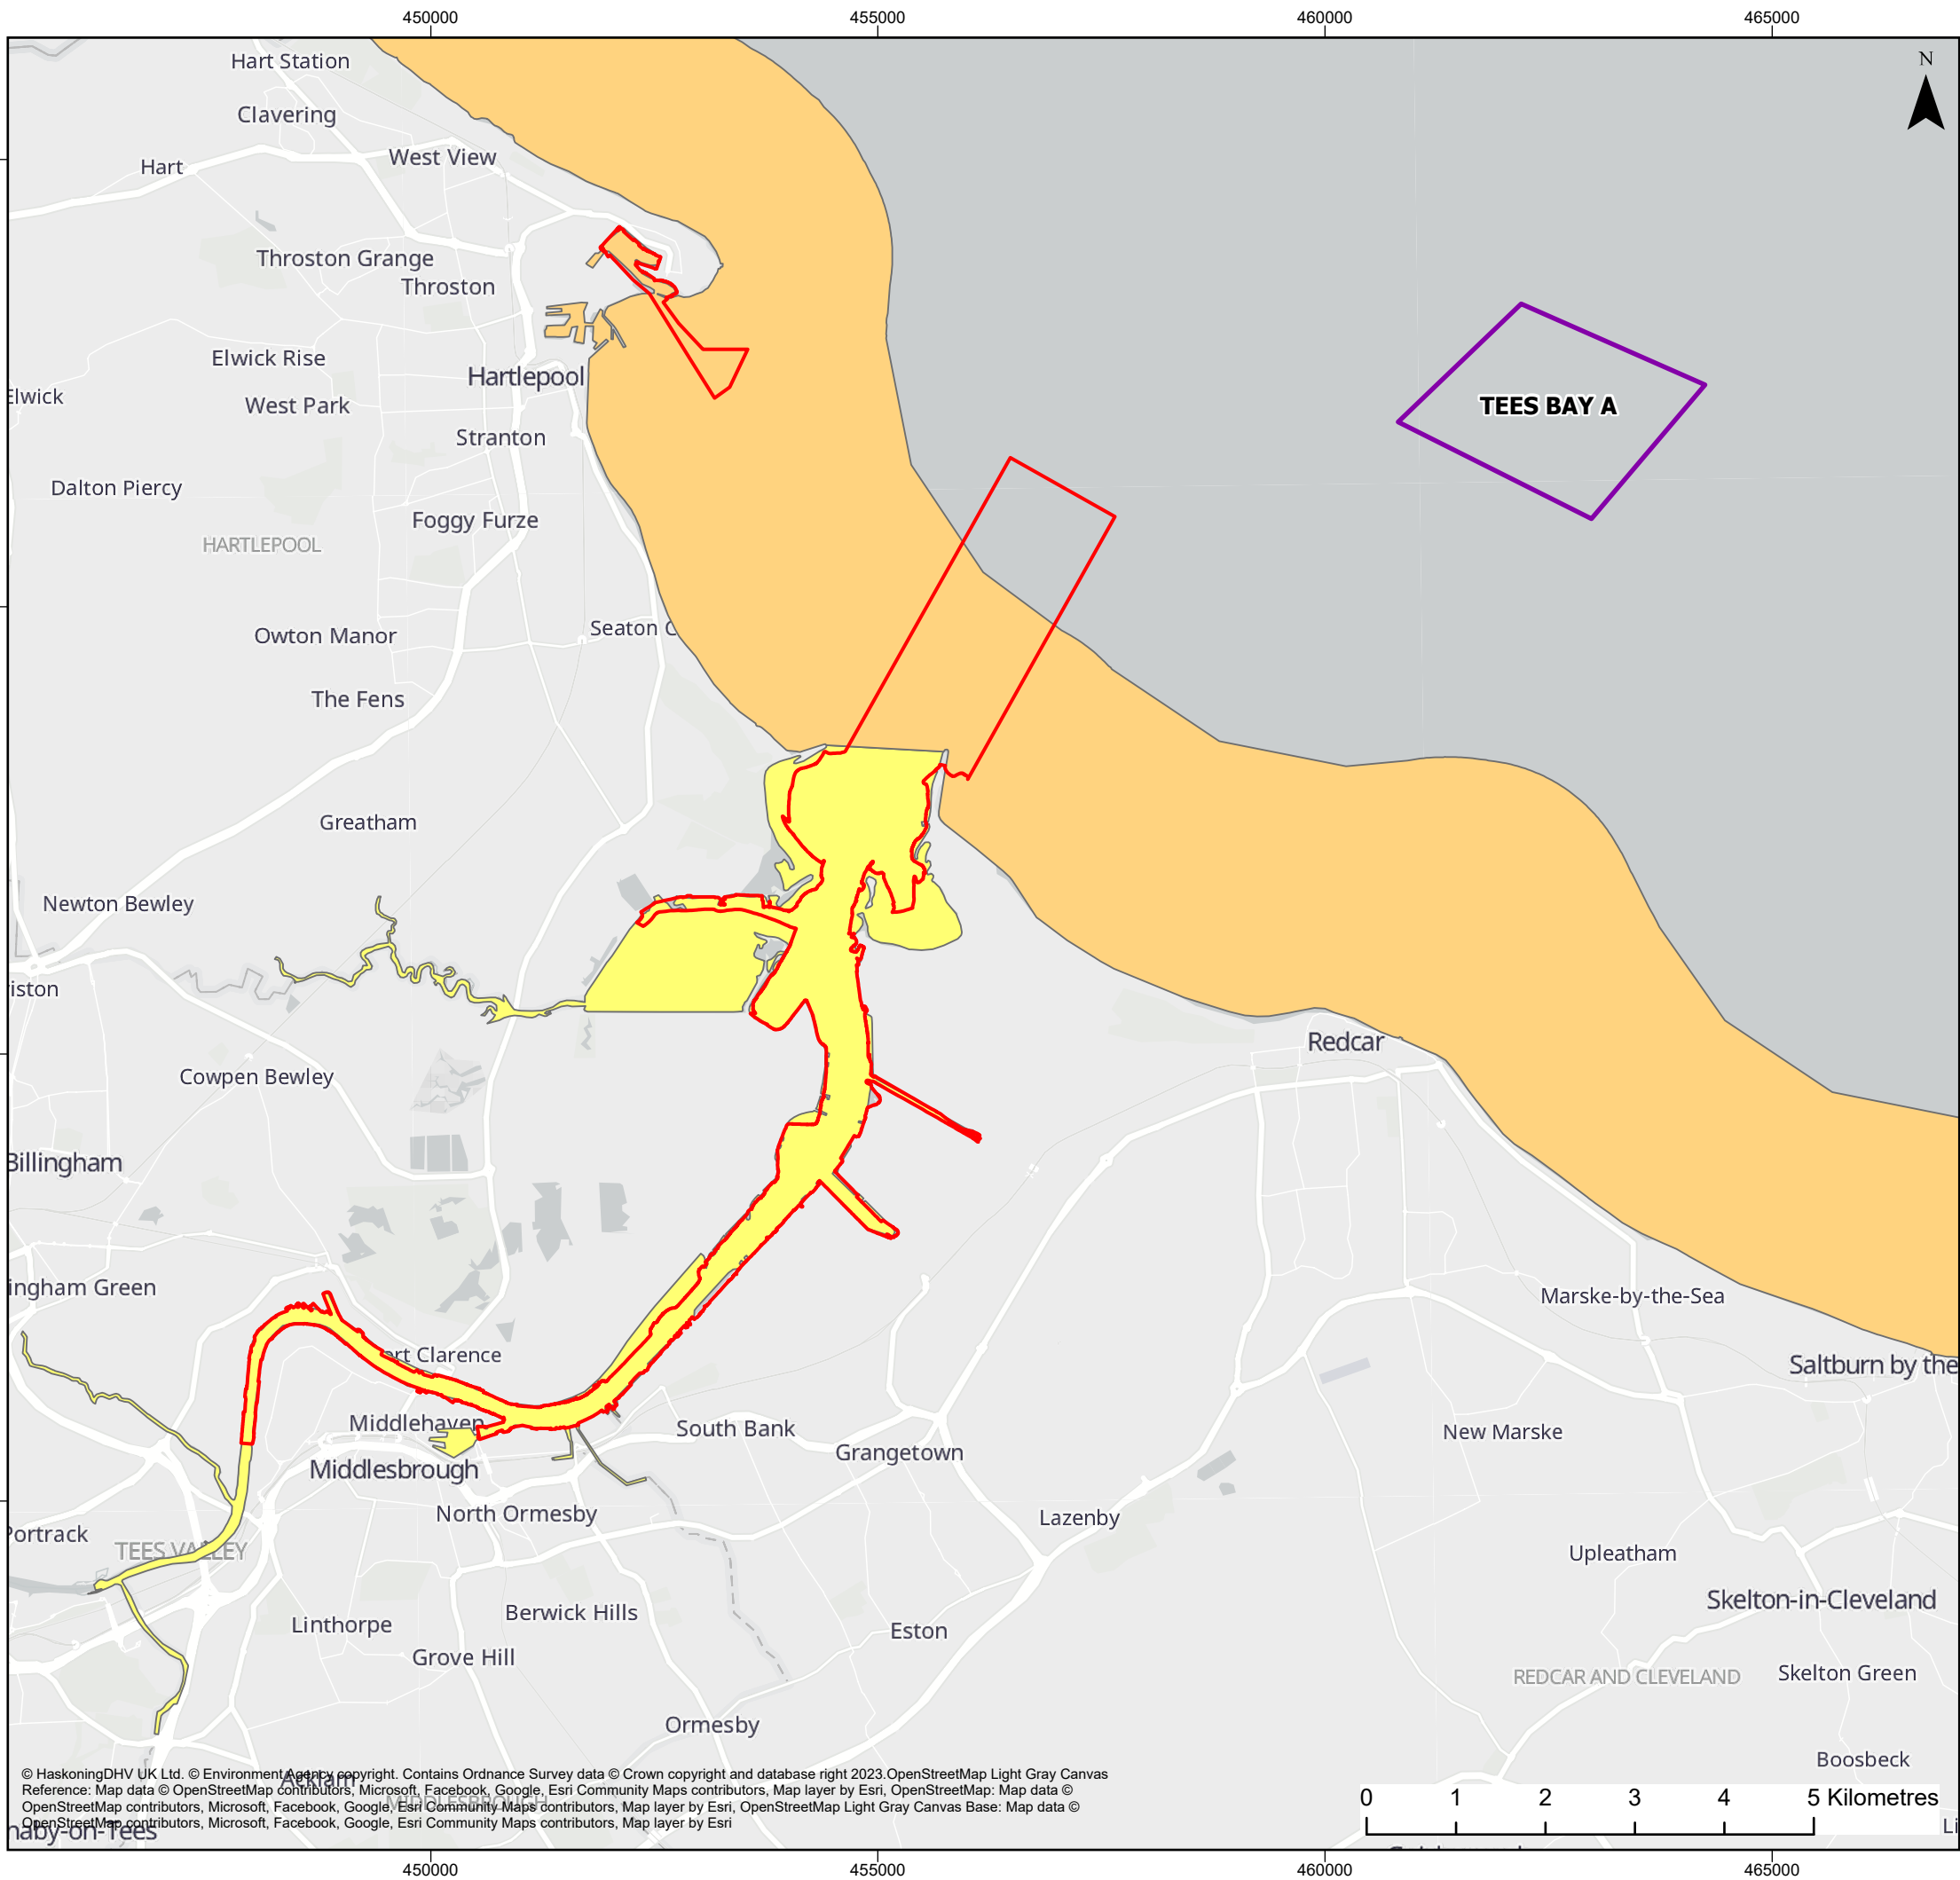 450000 455000 460000 465000
N
Hart Station
Clavering
West View
Hart
Throston Grange
Throston
Elwick Rise
Hartlepool
Elwick
West Park
TEES BAY A
Stranton
Dalton Piercy
Foggy Furze
HARTLEPOOL
Seaton C
Owton Manor
The Fens
Greatham
Newton Bewley
iston
Redcar
Cowpen Bewley
Billingham
ingham Green
Marske-by-the-Sea
ort Clarence
Saltburn by the
Middlehaven
South Bank
New Marske
Grangetown
Middlesbrough
North Ormesby
Lazenby
Portrack
TEES VALLEY
Upleatham
Skelton-in-Cleveland
Berwick Hills
Linthorpe
Eston
Grove Hill
Skelton Green
REDCAR AND CLEVELAND
Ormesby
Boosbeck
© HaskoningDHV UK Ltd. © Environment Agency copyright. Contains Ordnance Survey data © Crown copyright and database right 2023.OpenStreetMap Light Gray Canvas
Acklam
Reference: Map data © OpenStreetMap contributors, Microsoft, Facebook, Google, Esri Community Maps contributors, Map layer by Esri, OpenStreetMap: Map data ©
MIDDLESBROUGH
OpenStreetMap contributors, Microsoft, Facebook, Google, Esri Community Maps contributors, Map layer by Esri, OpenStreetMap Light Gray Canvas Base: Map data ©
OpenStreetMap contributors, Microsoft, Facebook, Google, Esri Community Maps contributors, Map layer by Esri
naby-on-Tees
0 1 2 3 4 5 Kilometres
Li
450000 455000 460000 465000